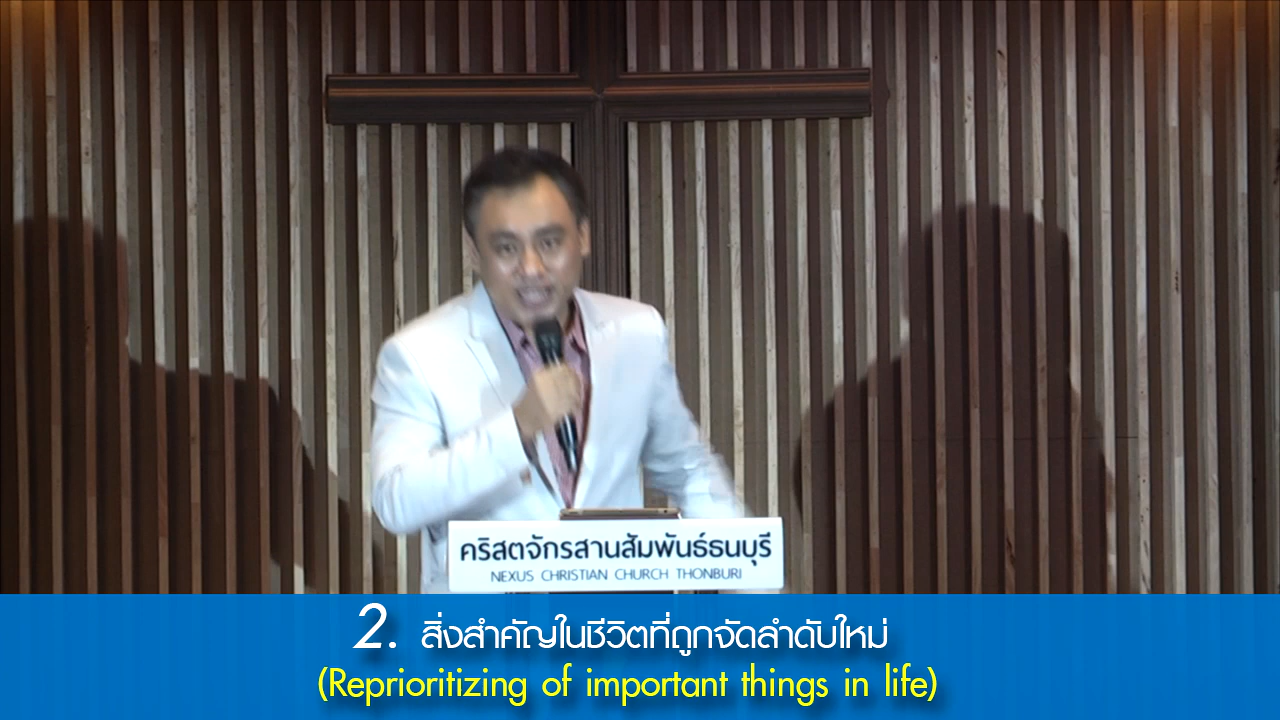 คริสตจักรสานสัมพันธ์ธนบุรี
NEXUS CHRISTIAN CHURCH THONBURI
2. สิ่งสำคัญในชีวิตที่ถูกจัดลำดับใหม่
(Reprioritizing of important things in life)